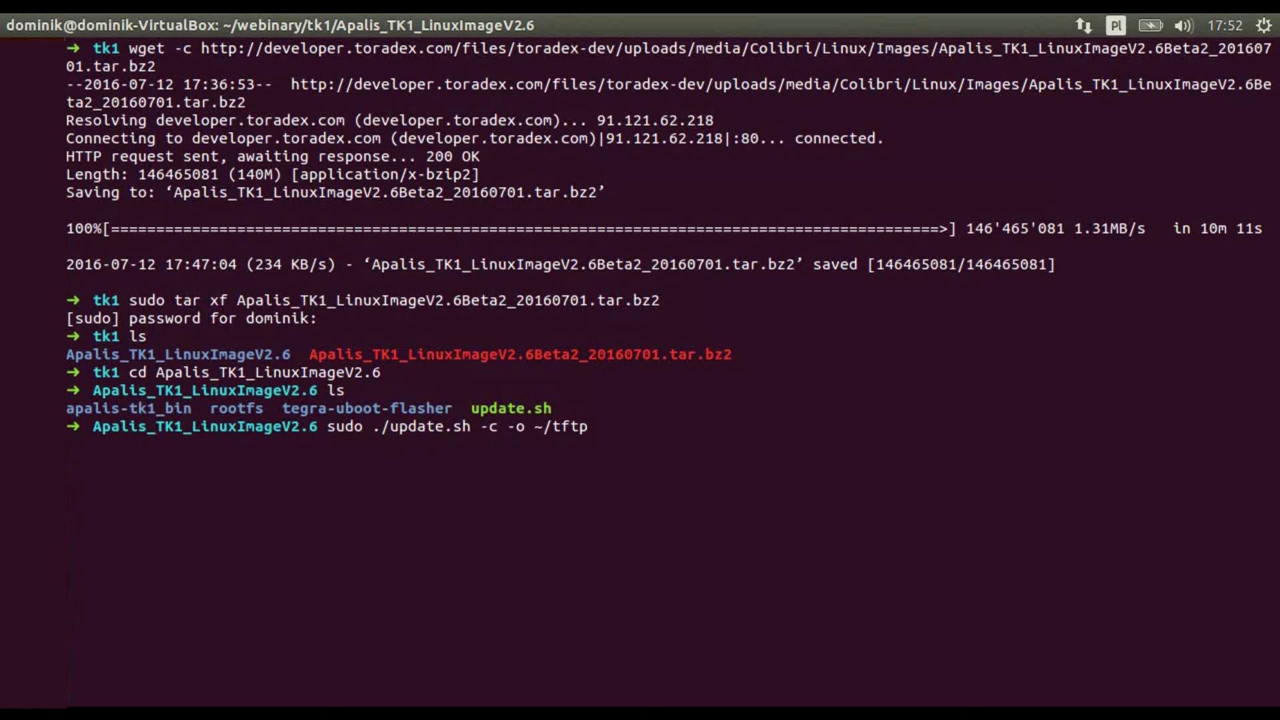 dominik@dominik-VirtualBox: ~/webinary/tk1/Apalis_TK1_LinuxImageV2.6
Pl
17:52
→ tk1 wget -c http://developer.toradex.com/files/toradex-dev/uploads/media/Colibri/Linux/Images/Apalis_TK1_LinuxImageV2.6Beta2_201607
01.tar.bz2
--2016-07-12 17:36:53-- http://developer.toradex.com/files/toradex-dev/uploads/media/Colibri/Linux/Images/Apalis_TK1_LinuxImageV2.6Be
ta2_20160701.tar.bz2
Resolving developer.toradex.com (developer.toradex.com)... 91.121.62.218
Connecting to developer.toradex.com (developer.toradex.com)|91.121.62.218|:80... connected.
HTTP request sent, awaiting response... 200 OK
Length: 146465081 (140M) [application/x-bzip2]
Saving to: ‘Apalis_TK1_LinuxImageV2.6Beta2_20160701.tar.bz2’
100%[============================================================================================>] 146'465'081 1.31MB/s in 10m 11s
2016-07-12 17:47:04 (234 KB/s) - ‘Apalis_TK1_LinuxImageV2.6Beta2_20160701.tar.bz2’ saved [146465081/146465081]
→ tk1 sudo tar xf Apalis_TK1_LinuxImageV2.6Beta2_20160701.tar.bz2
[sudo] password for dominik:
→ tk1 ls
Apalis_TK1_LinuxImageV2.6 Apalis_TK1_LinuxImageV2.6Beta2_20160701.tar.bz2
→ tk1 cd Apalis_TK1_LinuxImageV2.6
→ Apalis_TK1_LinuxImageV2.6 ls
apalis-tk1_bin rootfs tegra-uboot-flasher update.sh
→ Apalis_TK1_LinuxImageV2.6 sudo ./update.sh -c -o ~/tftp